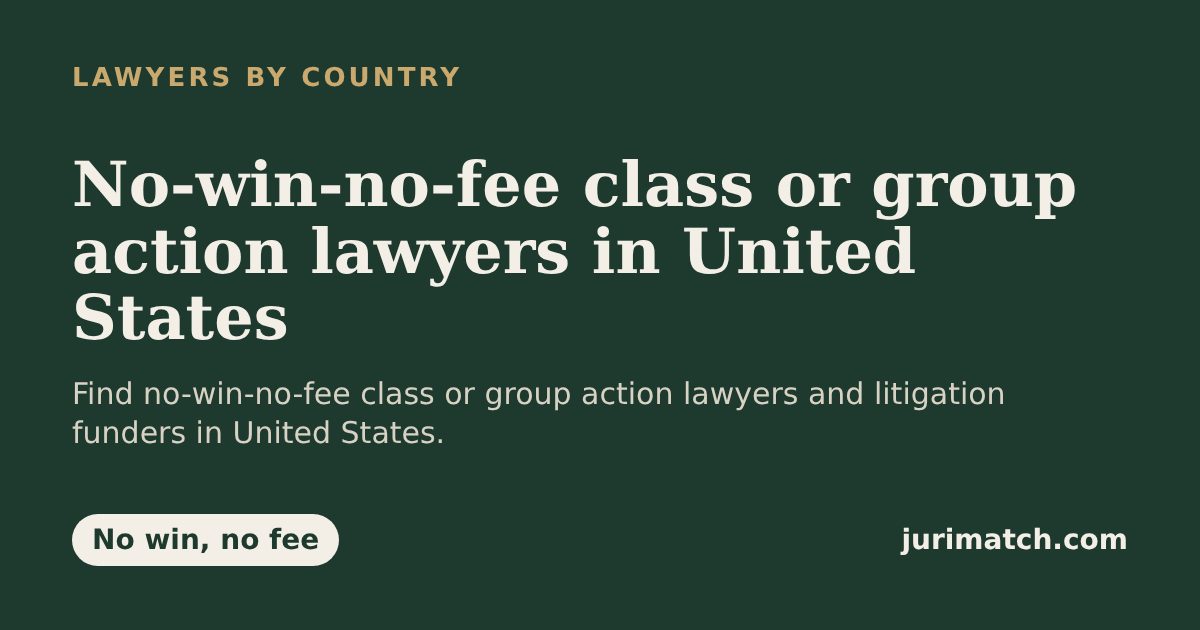 LAWYERS BY COUNTRY
No-win-no-fee class or group
action lawyers in United
States
Find no-win-no-fee class or group action lawyers and litigation
funders in United States.
No win, no fee
jurimatch.com